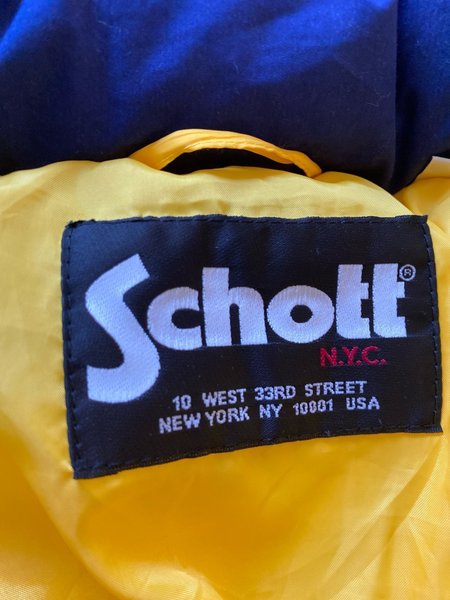 Schott®
N.Y.C.
10 WEST 33RD STREET
NEW YORK NY 10001 USA